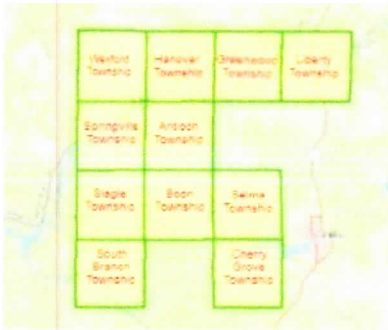 Wexford
Township
Hanover
Township
Greenwood
Township
Liberty
Township
Springville
Township
Antioch
Township
Slagle
Township
Boon
Township
Selma
Township
South
Branch
Township
Cherry
Grove
Township